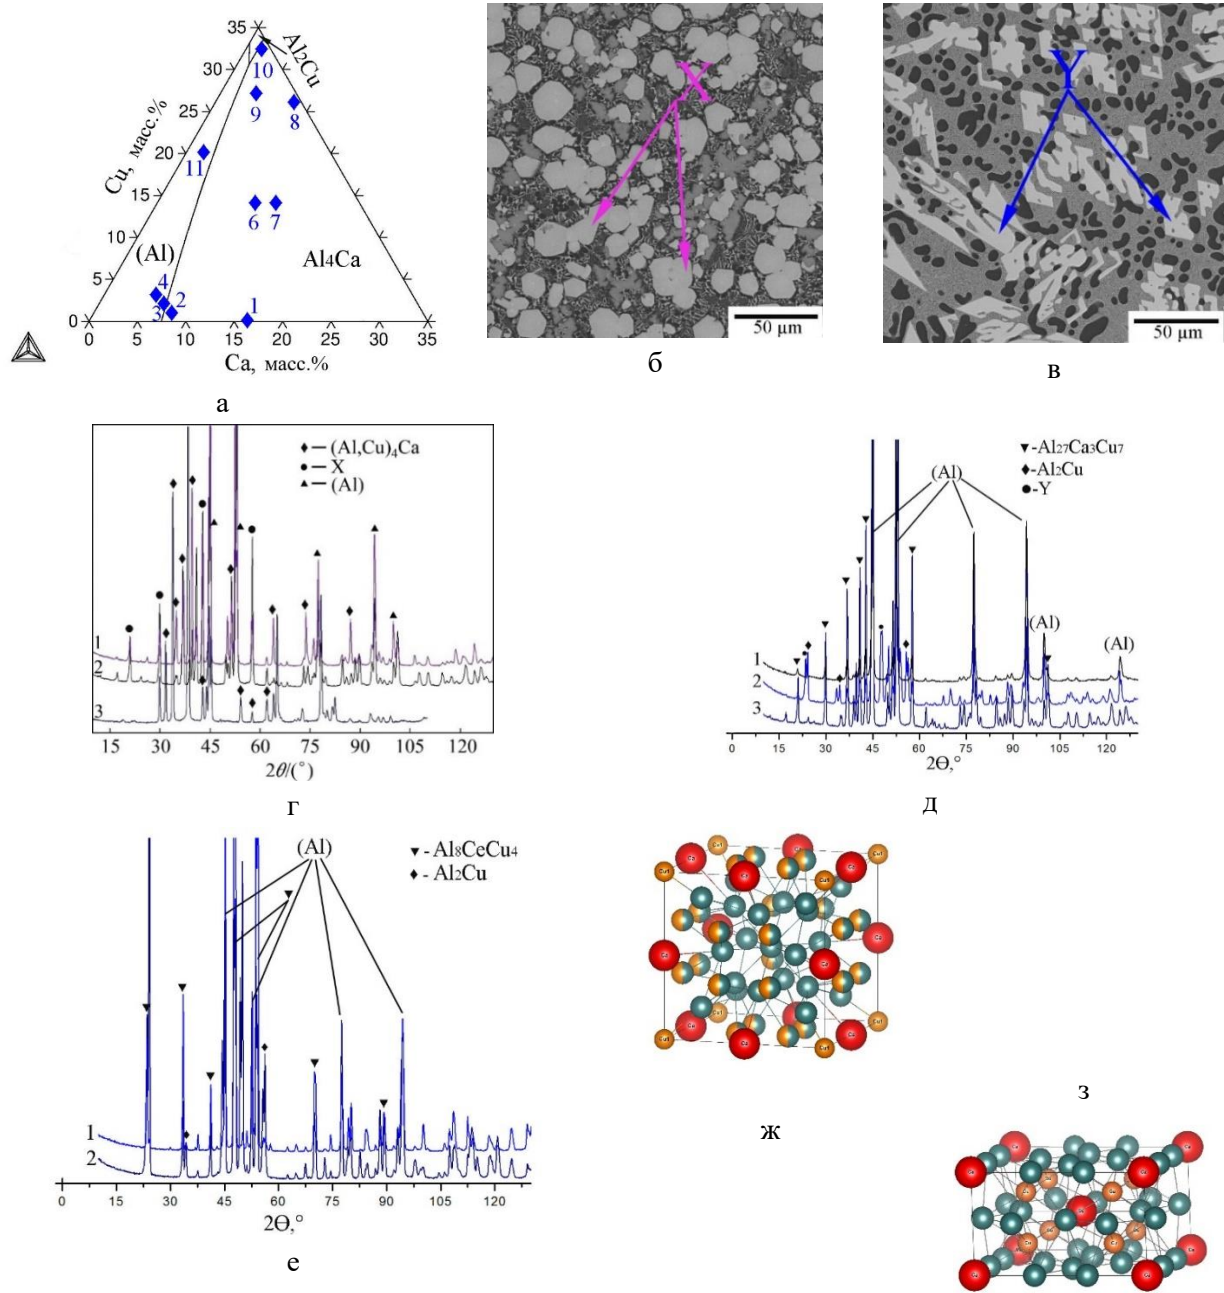 35
Al2Cu
30
10
25
9
8
Cu, масс.%
20
11
15
6
7
10
(Al)
Al4Ca
5
4
3
2
1
0
0
5
10
15
20
25
30
35
Ca, масс.%
а
X
50 µm
б
Y
50 µm
в
(Al,Cu)4Ca
X
(Al)
1
2
3
15
30
45
60
75
90
105
120
2θ/(°)
г
-Al27Ca3Cu7
-Al2Cu
-Y
(Al)
(Al)
(Al)
1
2
3
0
15
30
45
60
75
90
105
120
2Θ,°
д
(Al)
- Al8CeCu4
- Al2Cu
1
2
0
15
30
45
60
75
90
105
120
2Θ,°
е
ж
з